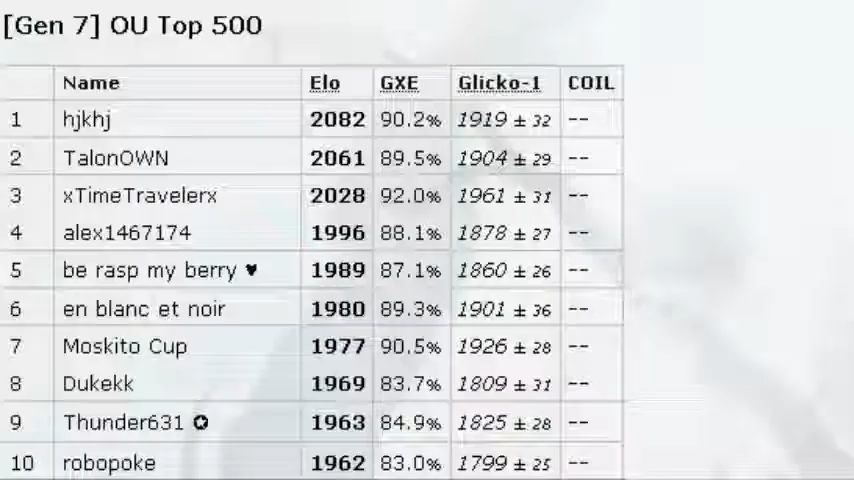 [Gen 7] OU Top 500
Name Elo GXE Glicko-1 COIL
1 hjkhj 2082 90.2% 1919 ± 32 --
2 TalonOWN 2061 89.5% 1904 ± 29 --
3 xTimeTravelerx 2028 92.0% 1961 ± 31 --
4 alex1467174 1996 88.1% 1878 ± 27 --
5 be rasp my berry ♥ 1989 87.1% 1860 ± 26 --
6 en blanc et noir 1980 89.3% 1901 ± 36 --
7 Moskito Cup 1977 90.5% 1926 ± 28 --
8 Dukekk 1969 83.7% 1809 ± 31 --
9 Thunder631 ✪ 1963 84.9% 1825 ± 28 --
10 robopoke 1962 83.0% 1799 ± 25 --